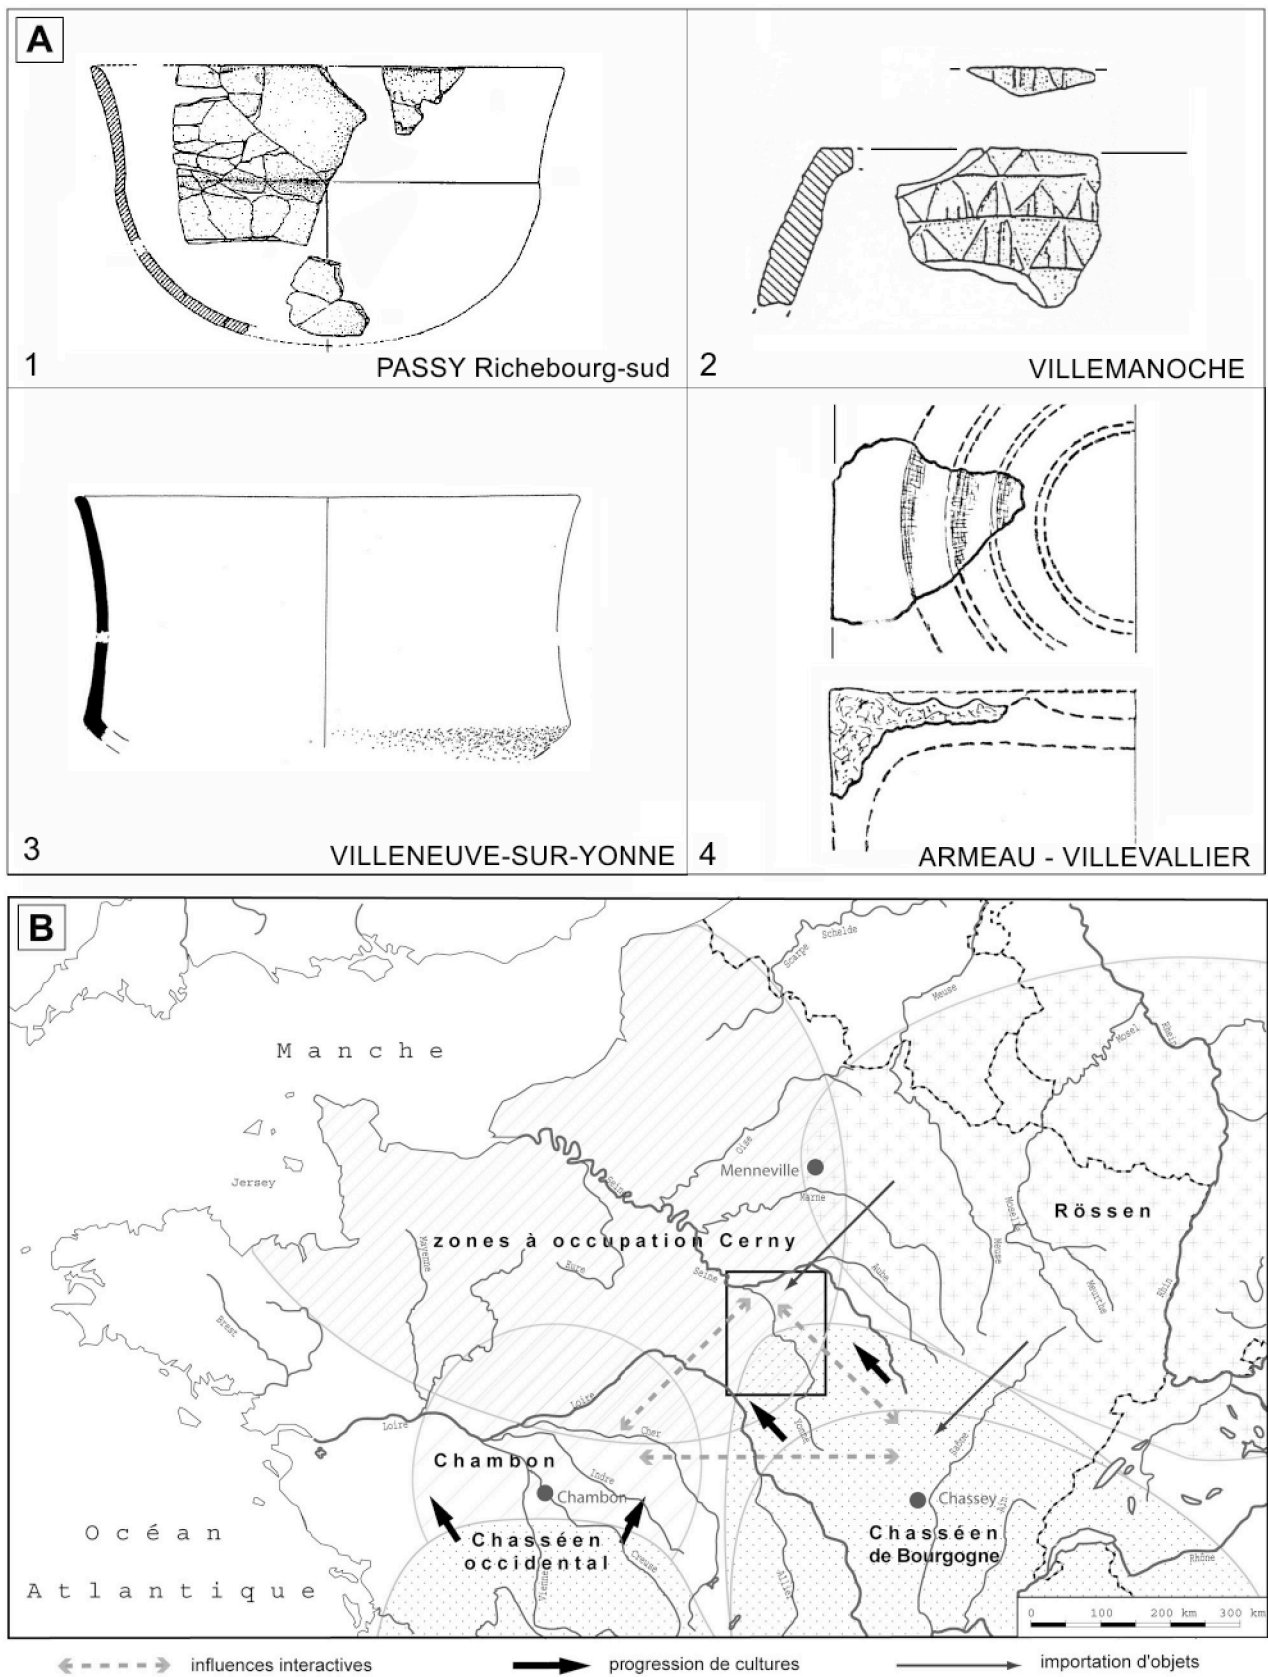 A
1
PASSY Richebourg-sud
2
VILLEMANOCHE
3
VILLENEUVE-SUR-YONNE
4
ARMEAU - VILLEVALLIER
B
Scarpe
Schelde
Meuse
Mosel
Rhein
Manche
Oise
Menneville
Marne
Jersey
Seine
Mosel
Rössen
Mayenne
zones à occupation Cerny
Meuse
Eure
Seine
Aube
Meurthe
Rhin
Brest
Loire
Loire
Cher
Yonne
Saône
Chambon
Indre
Chambon
Chassey
Ain
Océan
Chasséen
occidental
Chasséen
de Bourgogne
Creuse
Rhône
Vienne
Allier
Atlantique
0 100 200 km 300 km
influences interactives
progression de cultures
importation d'objets